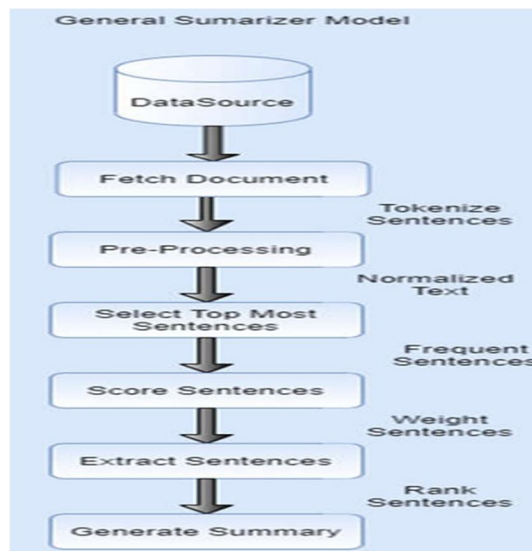 General Sumarizer Model
DataSource
Fetch Document
Tokenize
Sentences
Pre-Processing
Normalized
Text
Select Top Most
Sentences
Frequent
Sentences
Score Sentences
Weight
Sentences
Extract Sentences
Rank
Sentences
Generate Summary